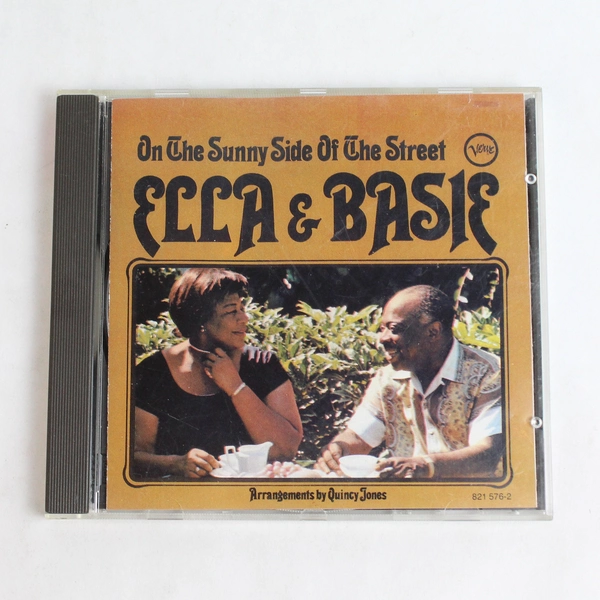 On The Sunny Side Of The Street
Verve
ELLA & BASIE
Arrangements by Quincy Jones
821 576-2